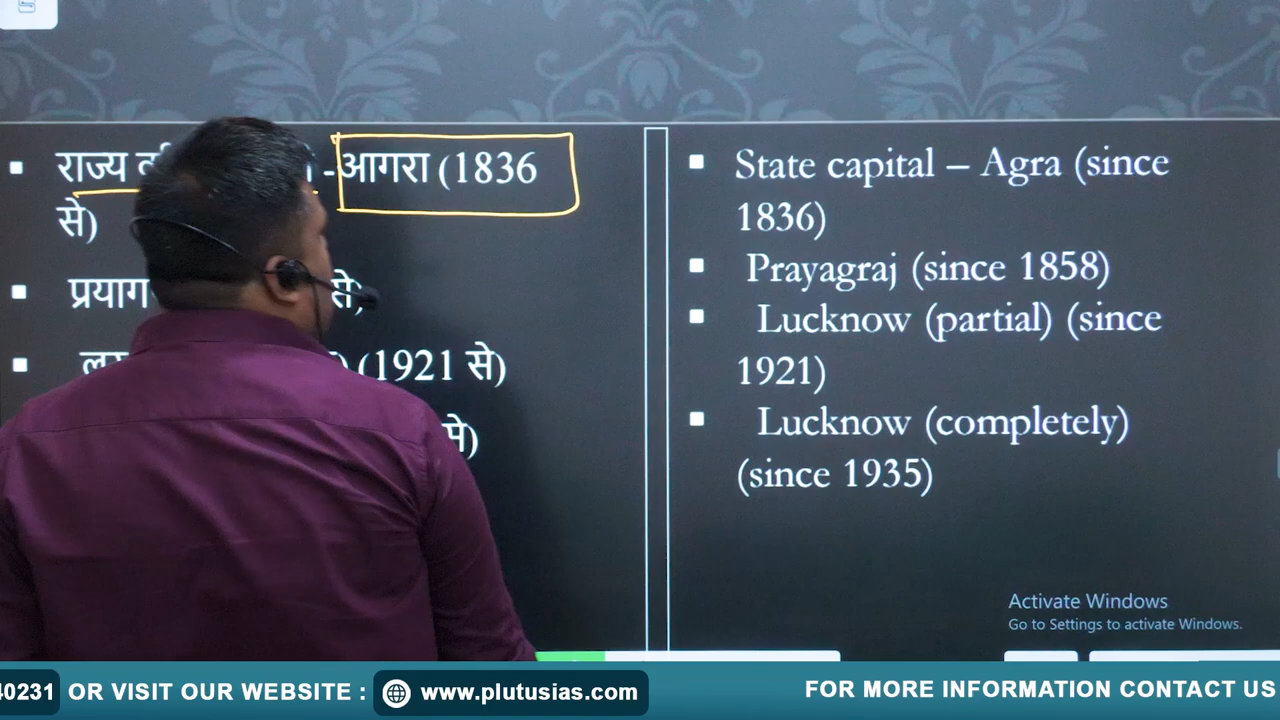 राज्य -आगरा (1836
से)
से,
(1921 से)
State capital – Agra (since
1836)
Prayagraj (since 1858)
Lucknow (partial) (since
1921)
Lucknow (completely)
(since 1935)
Activate Windows
Go to Settings to activate Windows.
40231 OR VISIT OUR WEBSITE : www.plutusias.com FOR MORE INFORMATION CONTACT US